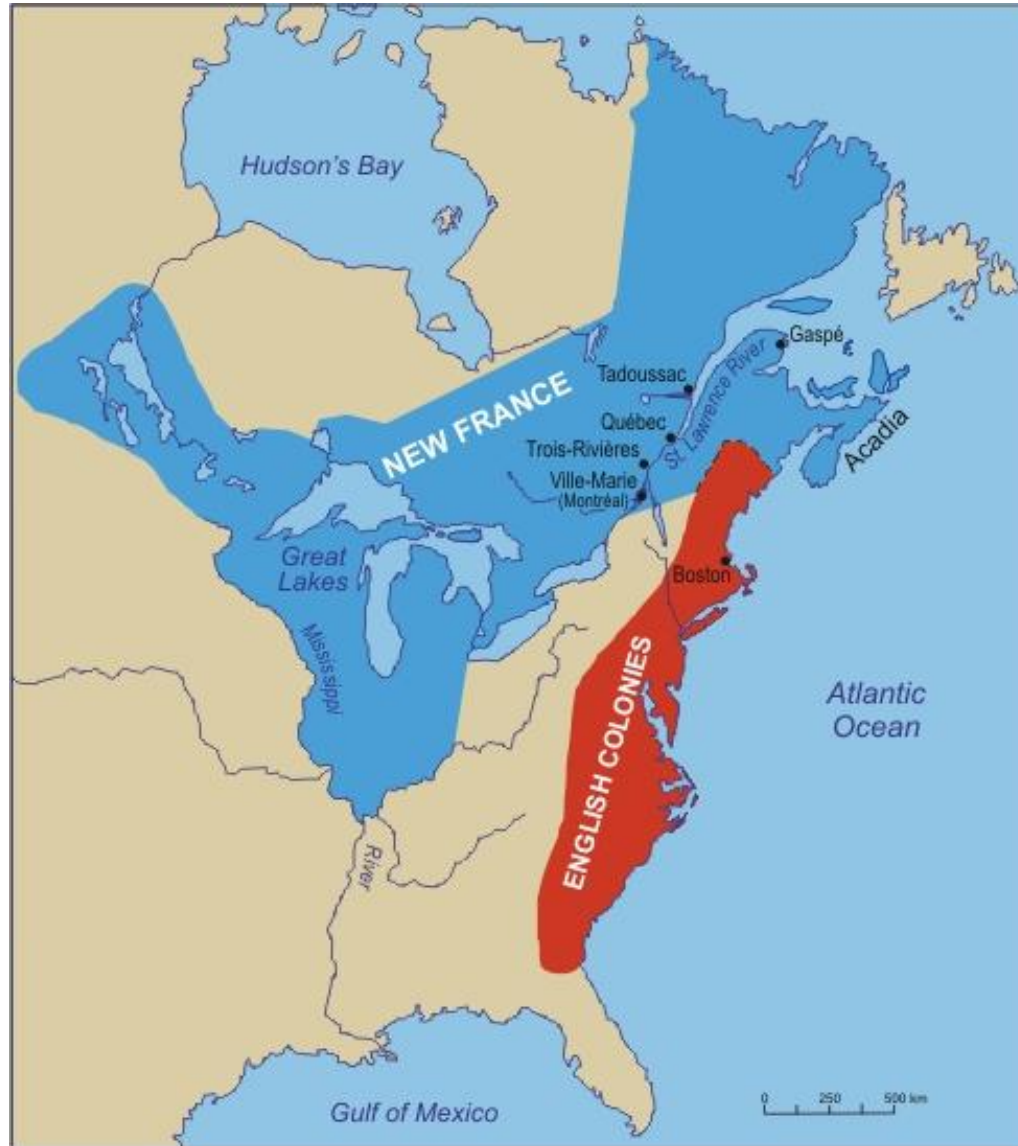 Hudson's Bay
Gaspé
Tadoussac
St. Lawrence River
NEW FRANCE
Québec
Trois-Rivières
Acadia
Ville-Marie
(Montréal)
Great
Lakes
Boston
Mississippi
River
ENGLISH COLONIES
Atlantic
Ocean
Gulf of Mexico
0 250 500 km